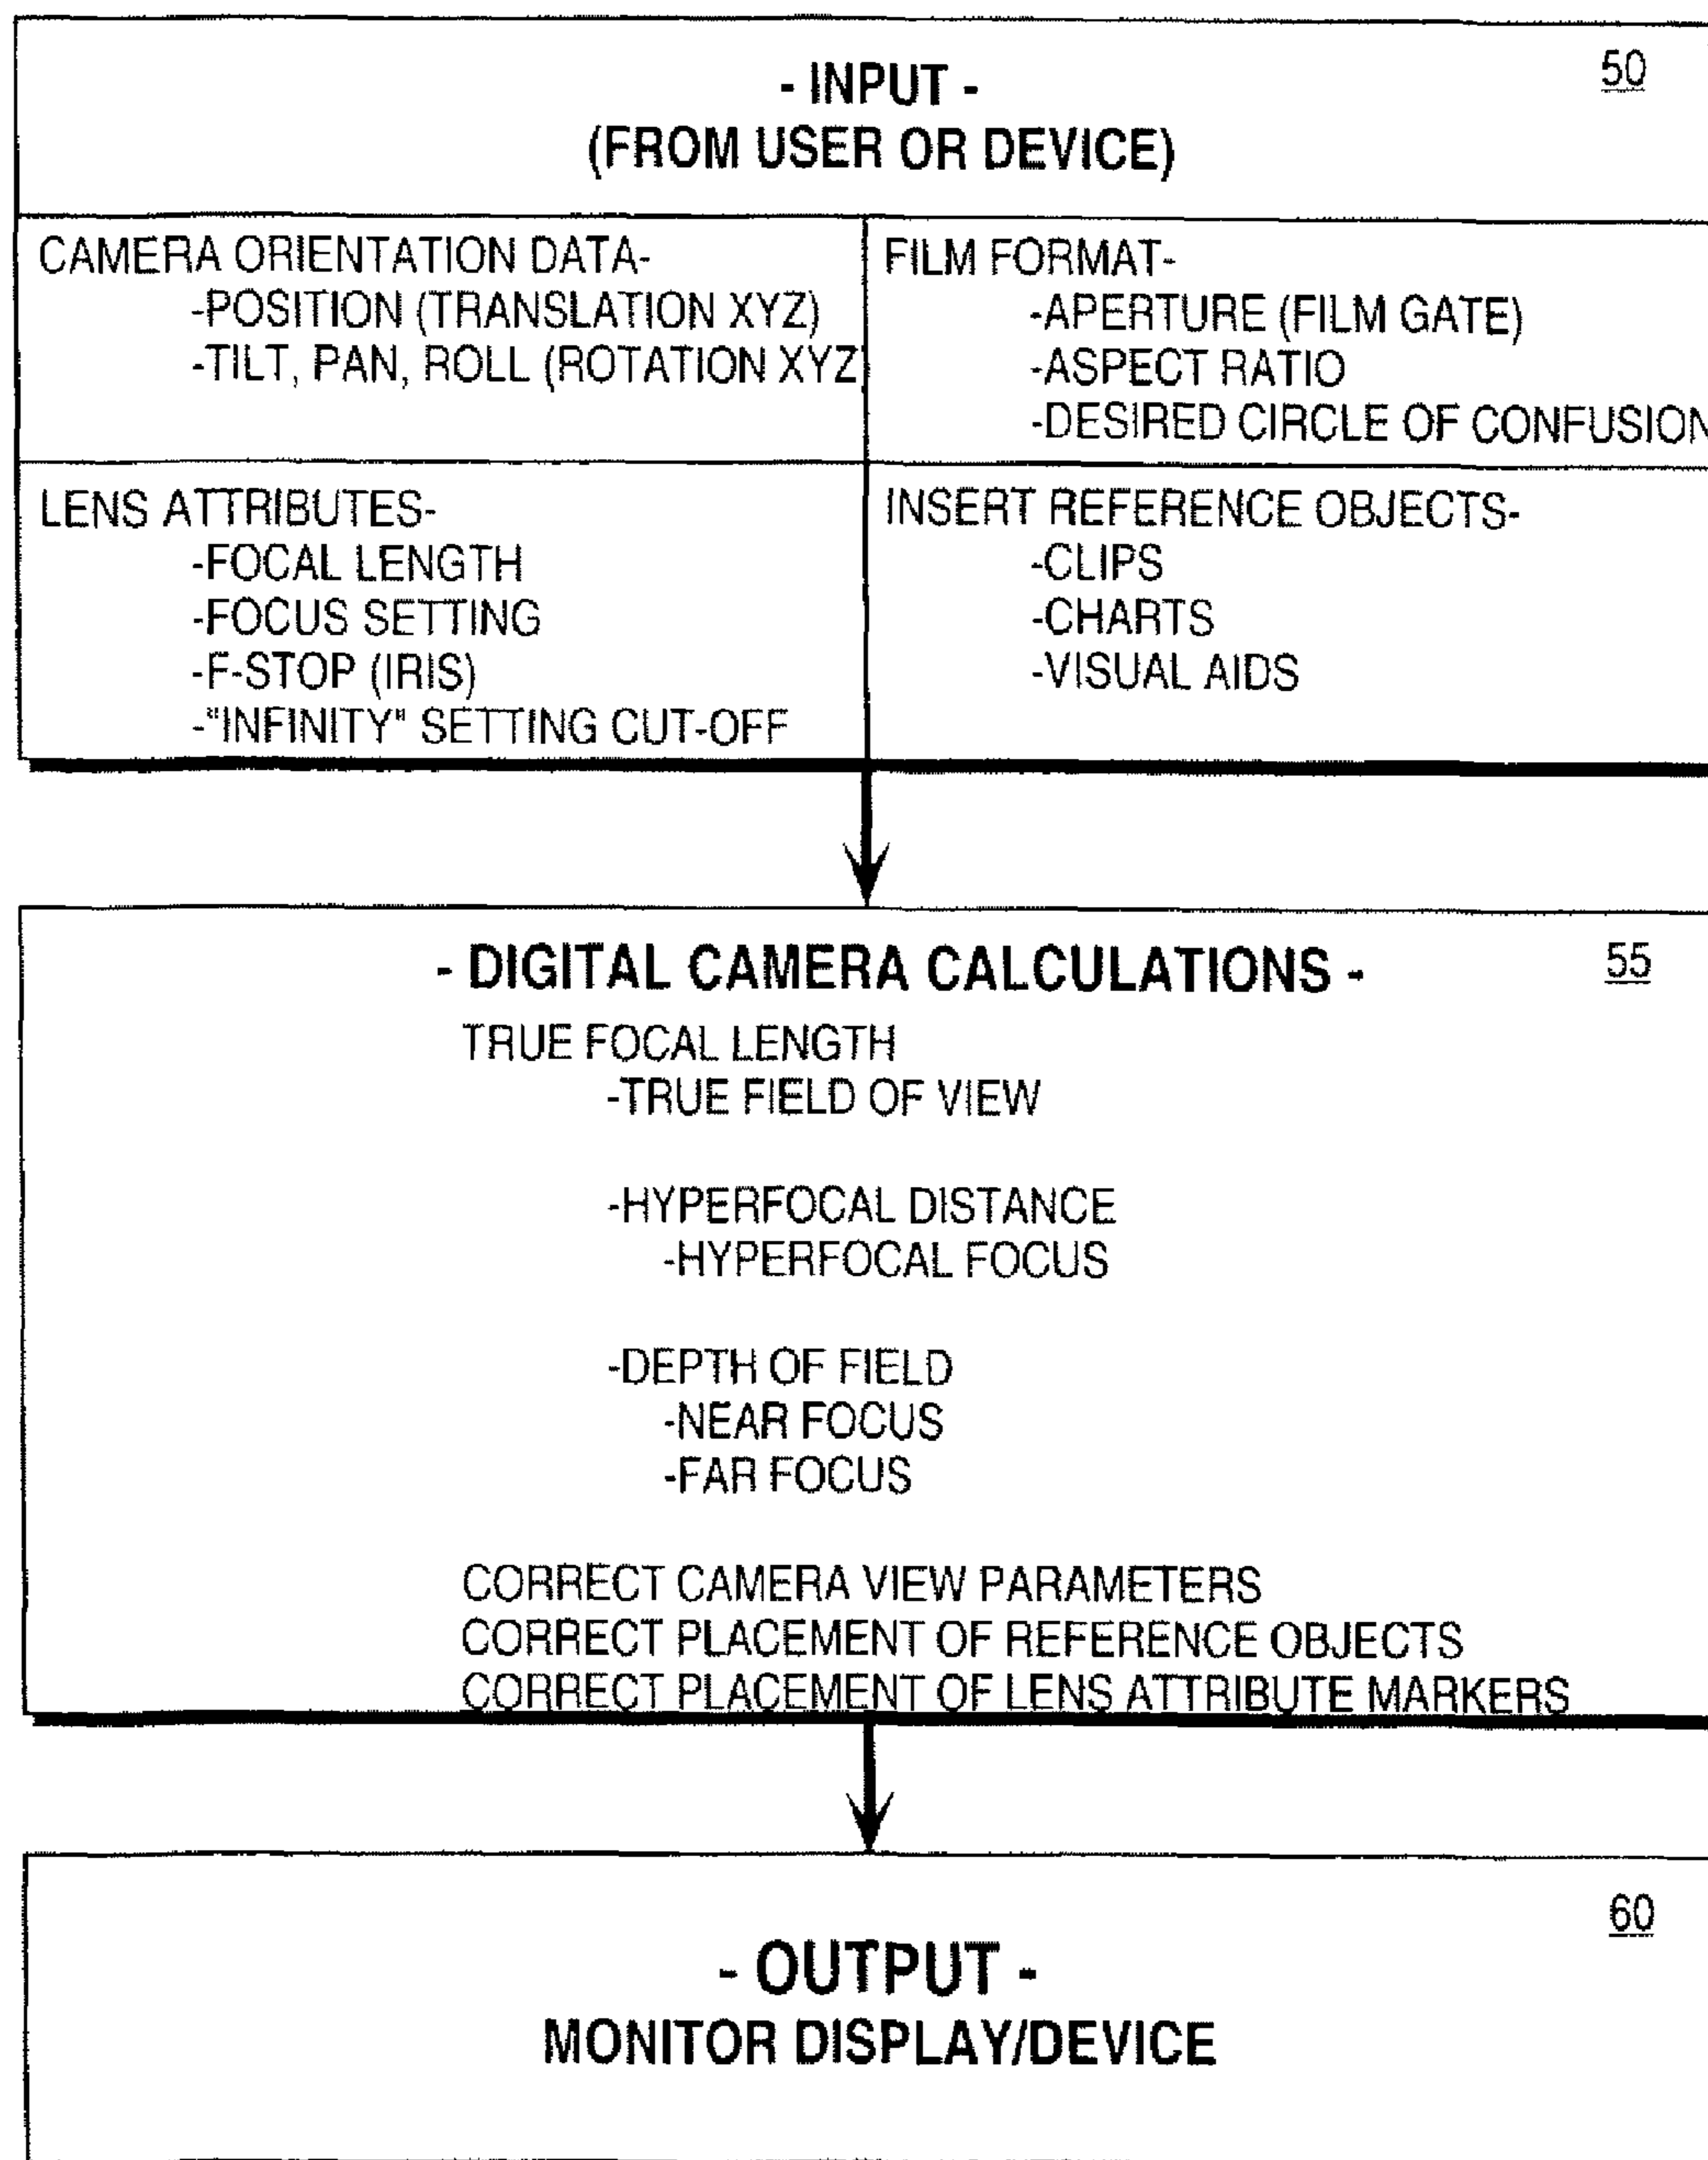 50
- INPUT -
(FROM USER OR DEVICE)
CAMERA ORIENTATION DATA-
-POSITION (TRANSLATION XYZ)
-TILT, PAN, ROLL (ROTATION XYZ
FILM FORMAT-
-APERTURE (FILM GATE)
-ASPECT RATIO
-DESIRED CIRCLE OF CONFUSION
LENS ATTRIBUTES-
-FOCAL LENGTH
-FOCUS SETTING
-F-STOP (IRIS)
-"INFINITY" SETTING CUT-OFF
INSERT REFERENCE OBJECTS-
-CLIPS
-CHARTS
-VISUAL AIDS
- DIGITAL CAMERA CALCULATIONS -
55
TRUE FOCAL LENGTH
-TRUE FIELD OF VIEW
-HYPERFOCAL DISTANCE
-HYPERFOCAL FOCUS
-DEPTH OF FIELD
-NEAR FOCUS
-FAR FOCUS
CORRECT CAMERA VIEW PARAMETERS
CORRECT PLACEMENT OF REFERENCE OBJECTS
CORRECT PLACEMENT OF LENS ATTRIBUTE MARKERS
60
- OUTPUT -
MONITOR DISPLAY/DEVICE